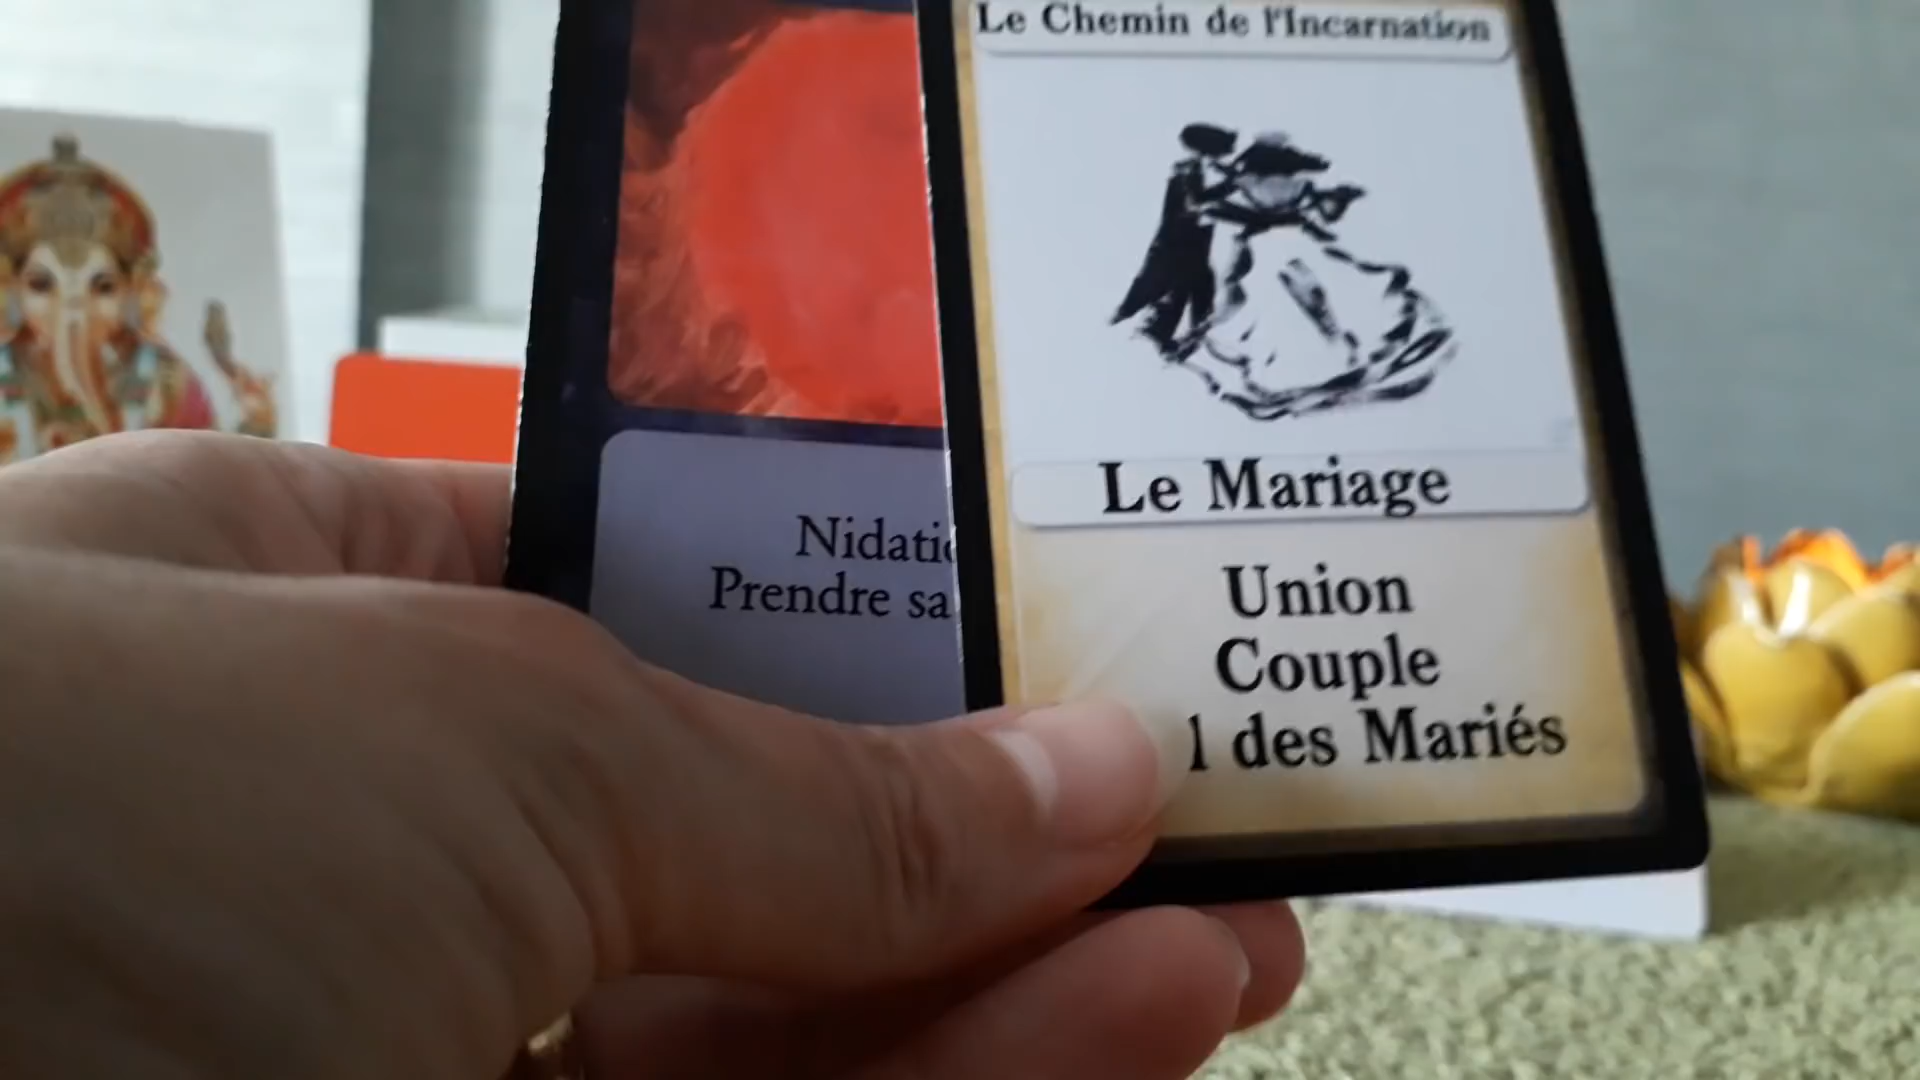 Le Chemin de l'Incarnation
Le Mariage
Union
Couple
l des Mariés
Nidatio
Prendre sa